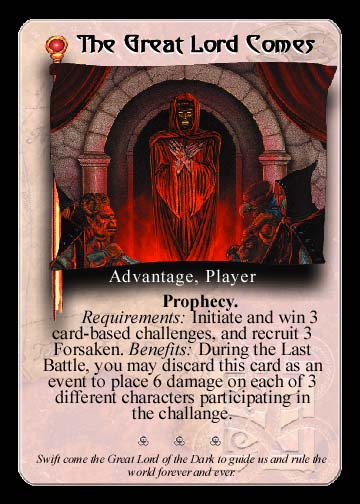 The Great Lord Comes
Advantage, Player
Prophecy.
Requirements: Initiate and win 3
card-based challenges, and recruit 3
Forsaken. Benefits: During the Last
Battle, you may discard this card as an
event to place 6 damage on each of 3
different characters participating in
the challange.
Swift come the Great Lord of the Dark to guide us and rule the
world forever and ever.